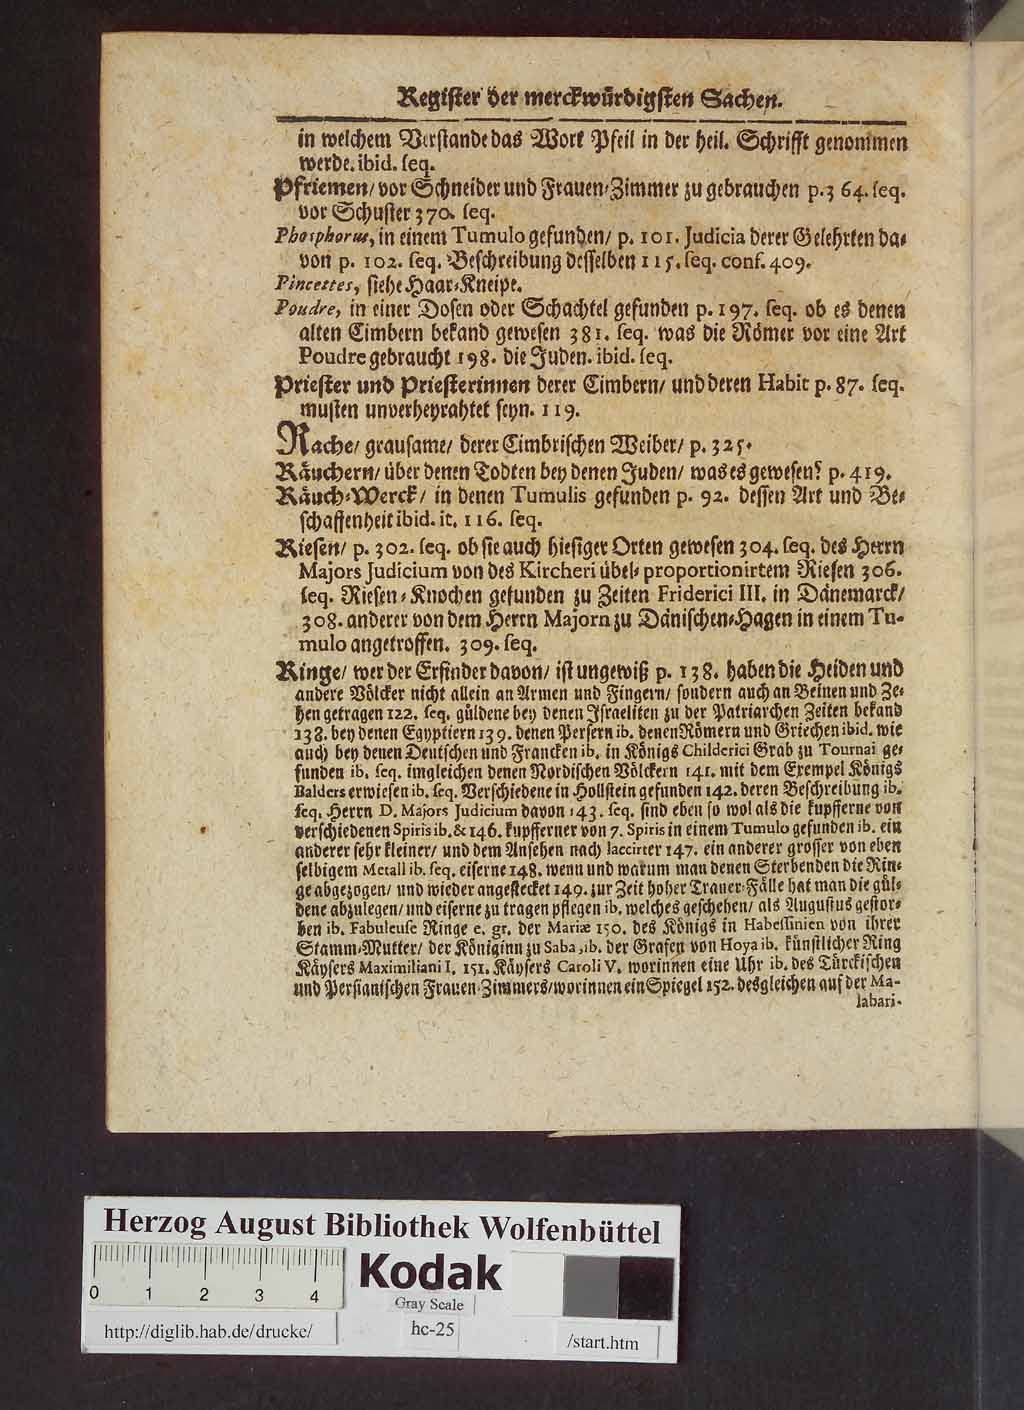 Register der merckwürdigsten Sachen.
in welchem Verstande das Wort Pfeil in der heil. Schrifft genommen
werde. ibid. seq.
Pfriemen/ vor Schneider und Frauen-Zimmer zu gebrauchen p. 364. seq.
vor Schuster 370. seq.
Phosphorus, in einem Tumulo gefunden/ p. 101. Judicia derer Gelehrten da-
von p. 102. seq. Beschreibung desselben 115. seq. conf. 409.
Pincettes, siehe Haar-Kneipe.
Poudre, in einer Dosen oder Schachtel gefunden p. 197. seq. ob es denen
alten Cimbern bekand gewesen 381. seq. was die Römer vor eine Art
Poudre gebraucht 198. die Juden. ibid. seq.
Priester und Priesterinnen derer Cimbern/ und deren Habit p. 87. seq.
musten unverheyrahtet seyn. 119.
Rache/ grausame/ derer Cimbrischen Weiber/ p. 325.
Räuchern/ über denen Todten bey denen Juden/ was es gewesen? p. 419.
Räuch-Werck/ in denen Tumulis gefunden p. 92. dessen Art und Be-
schaffenheit ibid. it. 116. seq.
Riesen/ p. 302. seq. ob sie auch hiesiger Orten gewesen 304. seq. des Herrn
Majors Judicium von des Kircheri übel-proportionirtem Riesen 306.
seq. Riesen-Knochen gefunden zu Zeiten Friderici III. in Dänemarck/
308. anderer von dem Herrn Majorn zu Dänischen-Hagen in einem Tu-
mulo angetroffen. 309. seq.
Ringe/ wer der Erfinder davon/ ist ungewiß p. 138. haben die Heiden und
andere Völcker nicht allein an Armen und Fingern/ sondern auch an Beinen und Ze-
hen getragen 122. seq. güldene bey denen Israeliten zu der Patriarchen Zeiten bekand
138. bey denen Egyptiern 139. denen Persern ib. denen Römern und Griechen ibid. wie
auch bey denen Deutschen und Francken ib. in Königs Childerici Grab zu Tournai ge-
funden ib. seq. imgleichen denen Nordischen Völckern 141. mit dem Exempel Königs
Balders erwiesen ib. seq. Verschiedene in Hollstein gefunden 142. deren Beschreibung ib.
seq. Herrn D. Majors Judicium davon 143. seq. sind eben so wol als die kupfferne von
verschiedenen Spiris ib. & 146. kupfferner von 7. Spiris in einem Tumulo gefunden ib. ein
anderer sehr kleiner/ und dem Ansehen nach laccirter 147. ein anderer grosser von eben
selbigem Metall ib. seq. eiserne 148. wenn und warum man denen Sterbenden die Rin-
ge abgezogen/ und wieder angestecket 149. zur Zeit hoher Trauer-Fälle hat man die gül-
dene abzulegen/ und eiserne zu tragen pflegen ib. welches geschehen/ als Augustus gestor-
ben ib. Fabuleuse Ringe e. gr. der Mariæ 150. des Königs in Habessinien von ihrer
Stamm-Mutter/ der Königinn zu Saba, ib. der Grafen von Hoya ib. künstlicher Ring
Käysers Maximiliani I. 151. Käysers Caroli V. worinnen eine Uhr ib. des Türckischen
und Persianischen Frauen-Zimmers/ worinnen ein Spiegel 152. desgleichen auf der Ma-
labari-
Herzog August Bibliothek Wolfenbüttel
0 1 2 3 4
Kodak
Gray Scale
http://diglib.hab.de/drucke/
hc-25
/start.htm